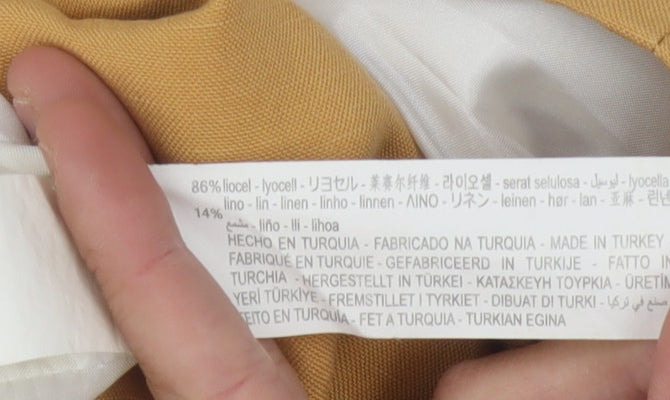 86% liocel - lyocell - リヨセル - 莱赛尔纤维 - 라이오셀 - serat selulosa - ليوسيل - lyocella
14% lino - lin - linen - linho - linnen - ΛΙΝΟ - リネン - leinen - hør - lan - 亚麻 - 린넨
- liño - lli - lihoa
HECHO EN TURQUIA - FABRICADO NA TURQUIA - MADE IN TURKEY
FABRIQUÉ EN TURQUIE - GEFABRICEERD IN TURKIJE - FATTO IN
TURCHIA - HERGESTELLT IN TÜRKEI - ΚΑΤΑΣΚΕΥΗ ΤΟΥΡΚΙΑ - ÜRETİM
YERİ TÜRKİYE - FREMSTILLET I TYRKIET - DIBUAT DI TURKI - صنع في تركيا
FEITO EN TURQUÍA - FET A TURQUIA - TURKIAN EGINA